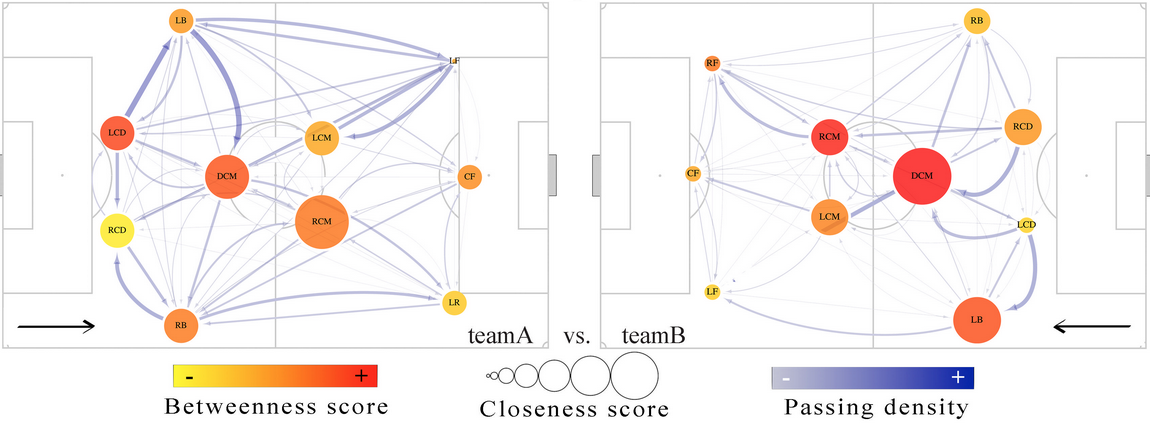 LB
LF
LCD
LCM
DCM
CF
RCM
RCD
LR
RB
RB
RF
RCD
RCM
DCM
CF
LCM
LCD
LF
LB
teamA vs. teamB
- +
Betweenness score
Closeness score
- +
Passing density